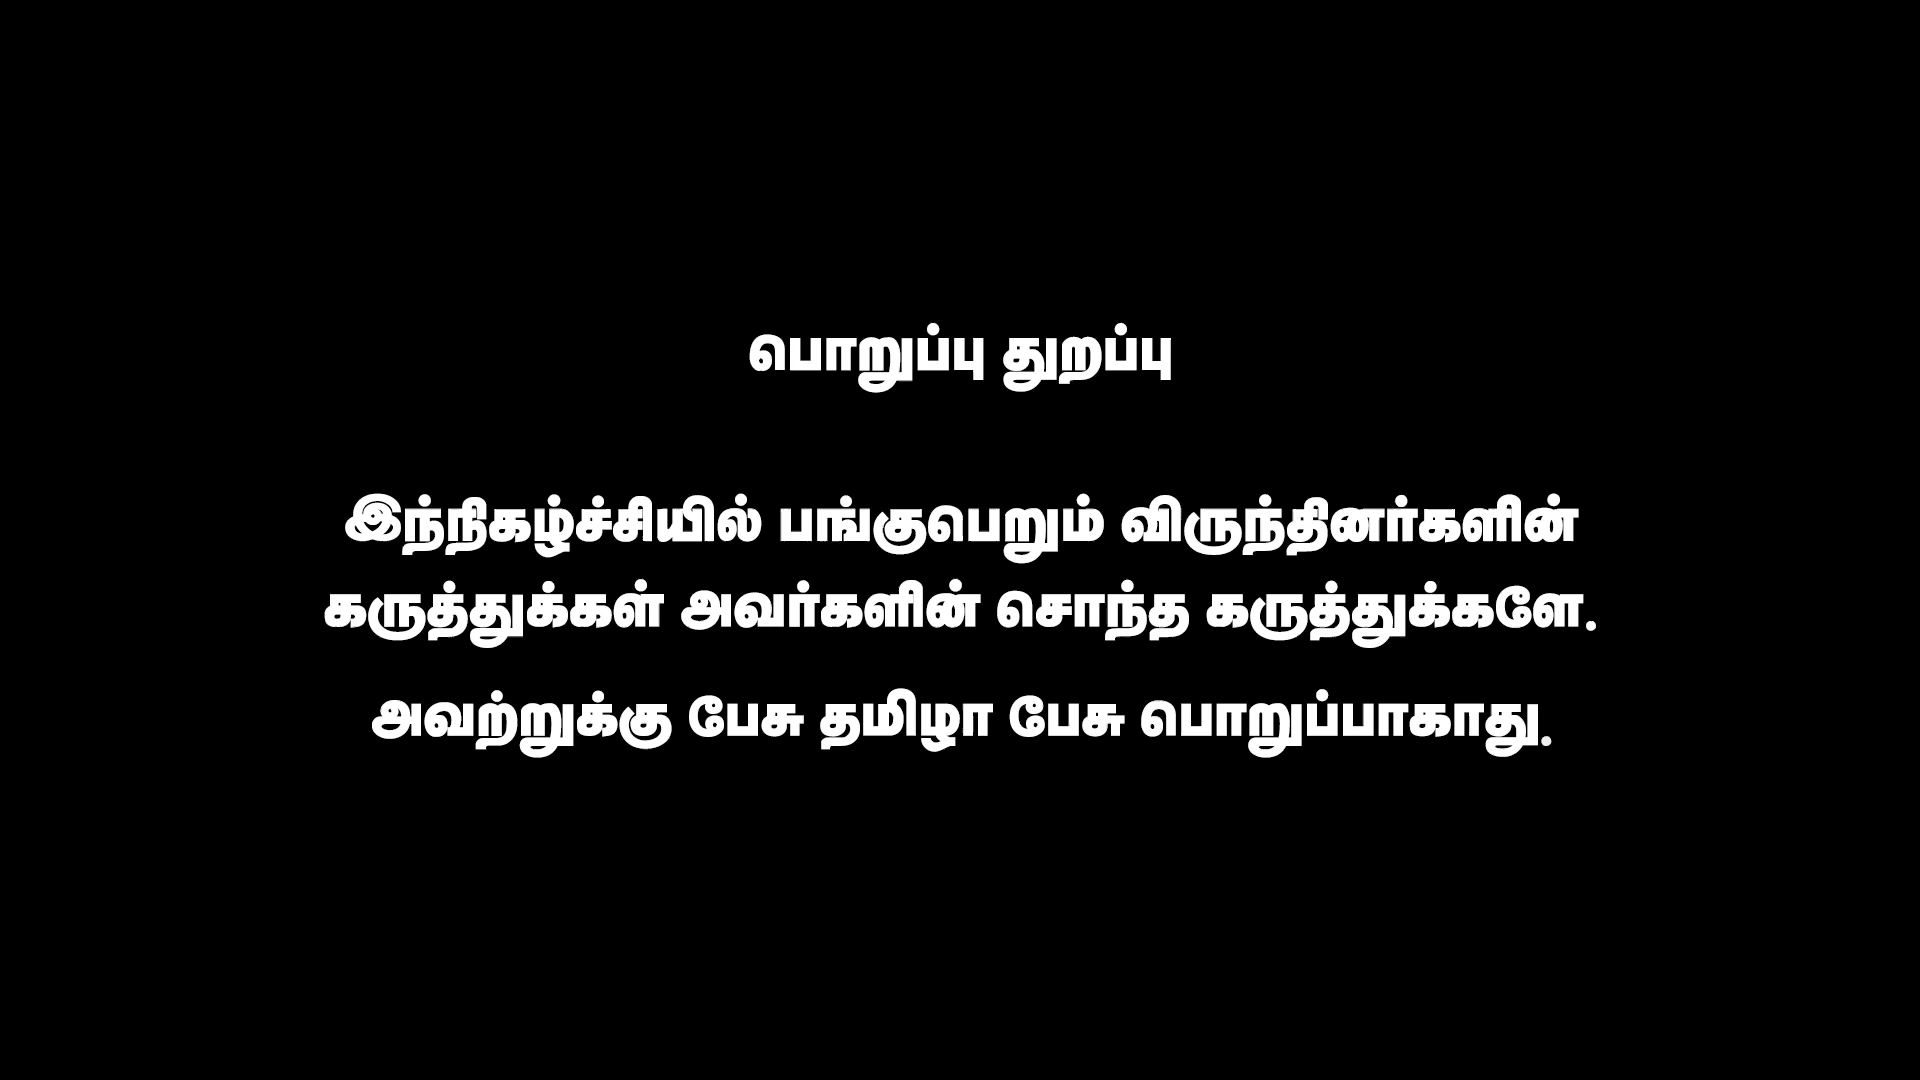 பொறுப்பு துறப்பு
இந்நிகழ்ச்சியில் பங்குபெறும் விருந்தினர்களின்
கருத்துக்கள் அவர்களின் சொந்த கருத்துக்களே.
அவற்றுக்கு பேசு தமிழா பேசு பொறுப்பாகாது.